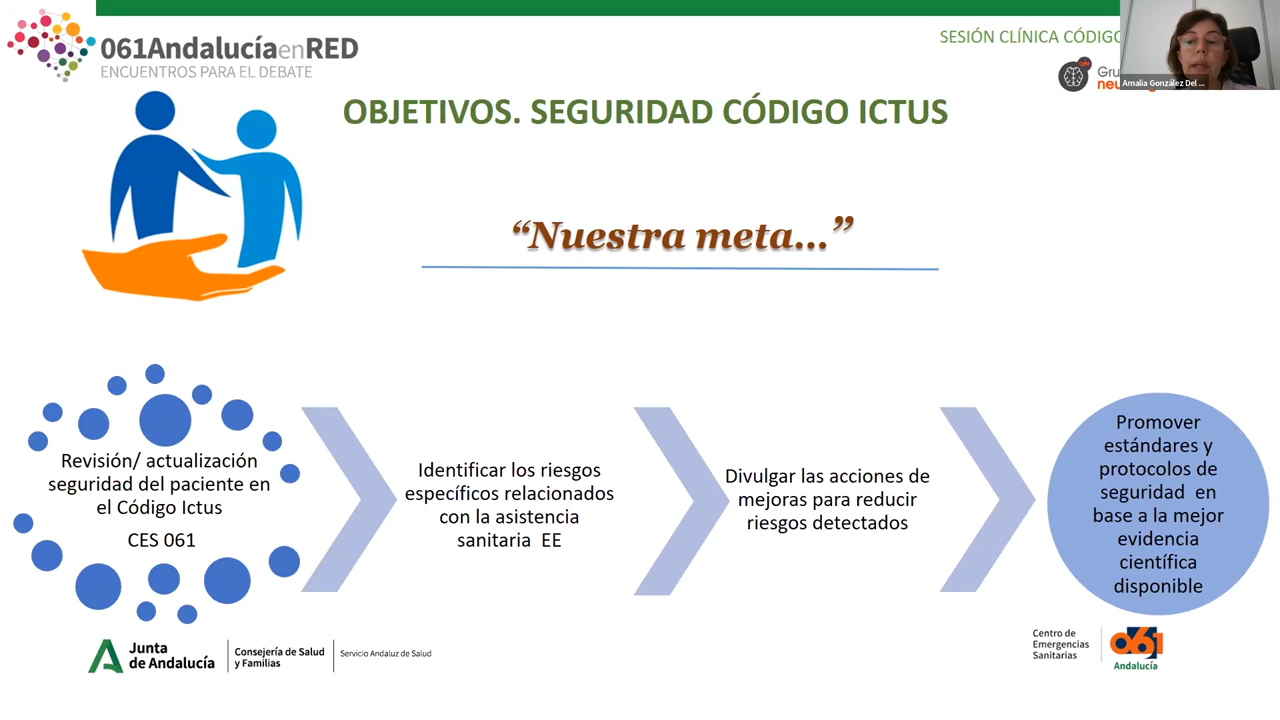 061AndalucíaenRED
ENCUENTROS PARA EL DEBATE
SESIÓN CLÍNICA CÓDIGO
Amalia González Del ...
OBJETIVOS. SEGURIDAD CÓDIGO ICTUS
“Nuestra meta...”
Revisión/ actualización
seguridad del paciente en
el Código Ictus
CES 061
Identificar los riesgos
específicos relacionados
con la asistencia
sanitaria EE
Divulgar las acciones de
mejoras para reducir
riesgos detectados
Promover
estándares y
protocolos de
seguridad en
base a la mejor
evidencia
científica
disponible
Junta
de Andalucía
Consejería de Salud
y Familias
Servicio Andaluz de Salud
Centro de
Emergencias
Sanitarias
061
Andalucía